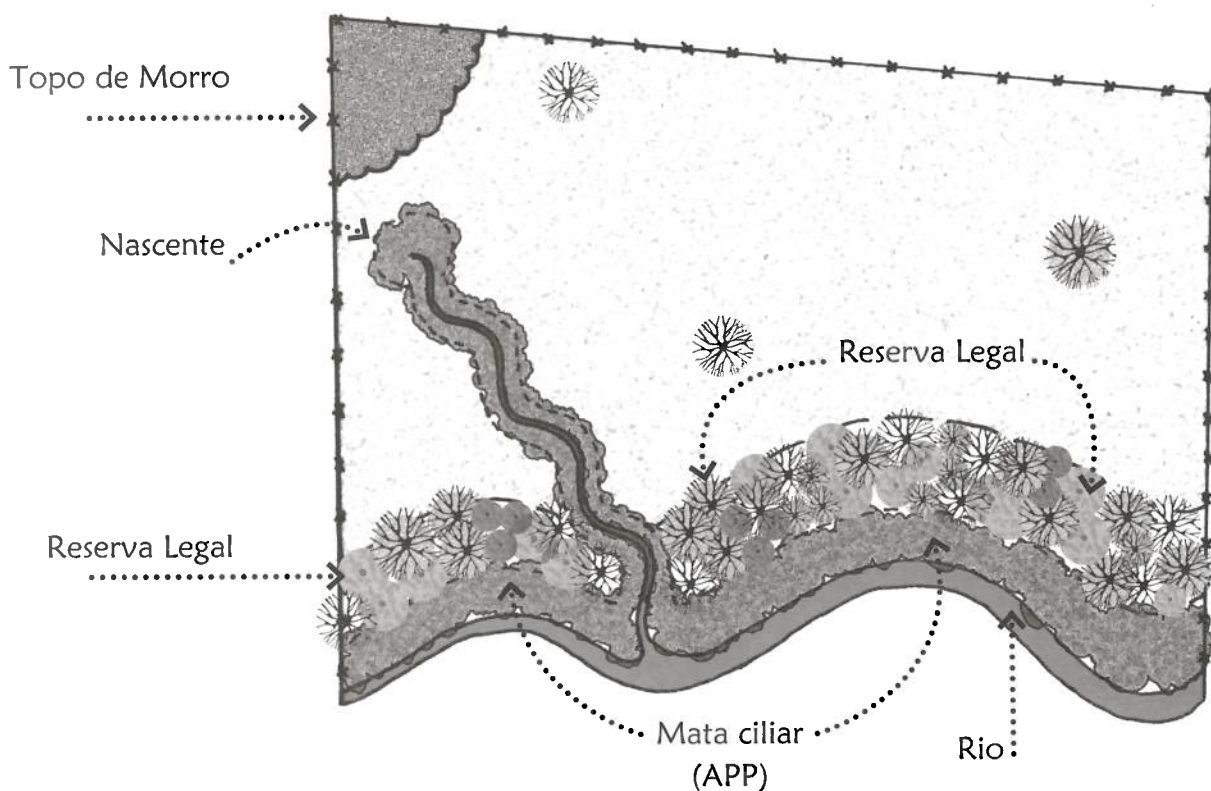 Topo de Morro
Nascente
Reserva Legal
Reserva Legal
Mata ciliar
(APP)
Rio